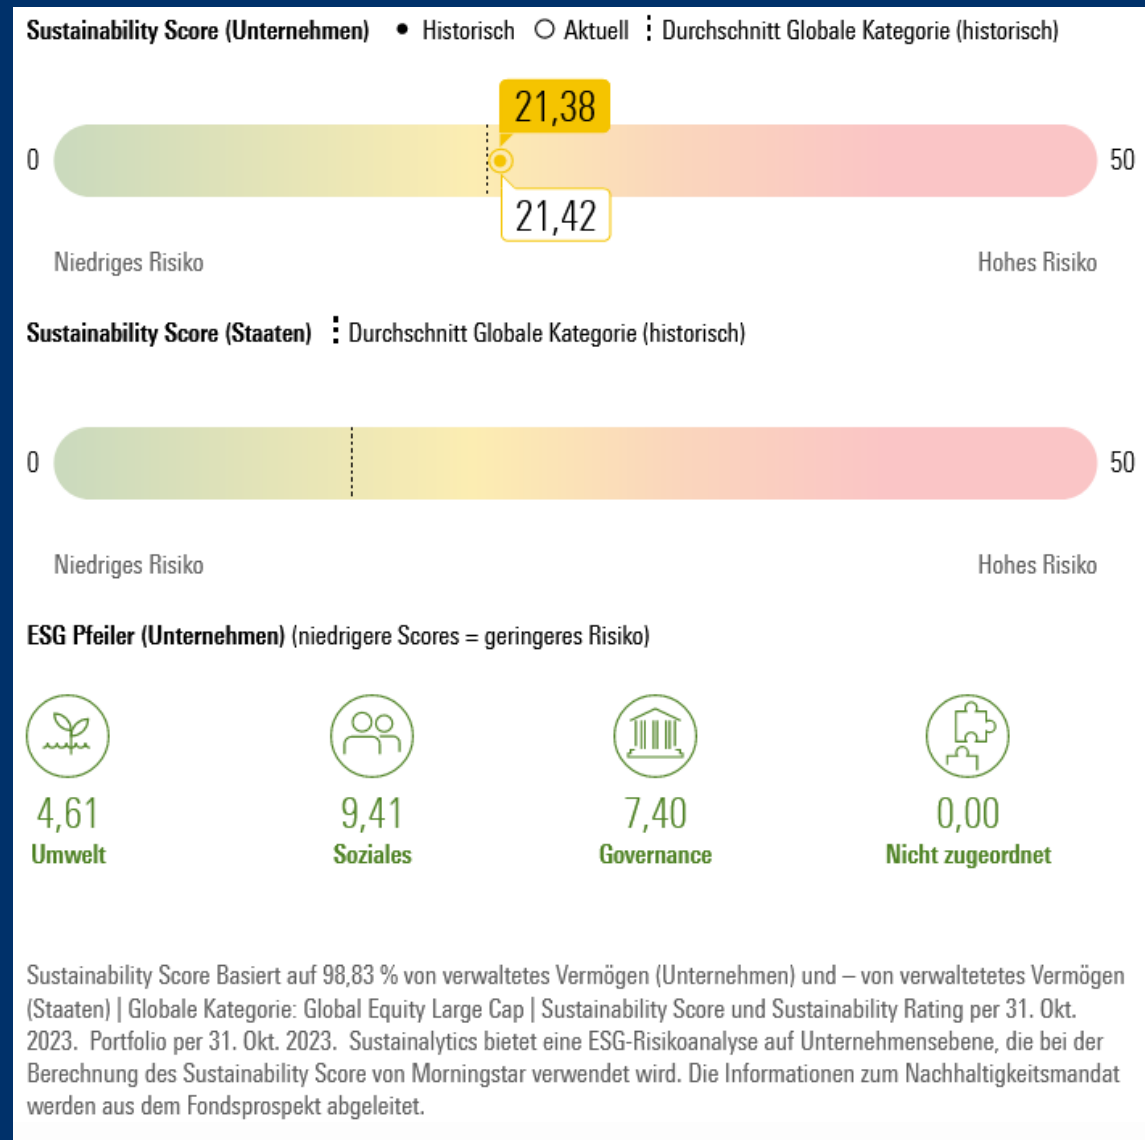 Sustainability Score (Unternehmen) ● Historisch ○ Aktuell ⋮ Durchschnitt Globale Kategorie (historisch)
21,38
0
50
21,42
Niedriges Risiko
Hohes Risiko
Sustainability Score (Staaten) ⋮ Durchschnitt Globale Kategorie (historisch)
0
50
Niedriges Risiko
Hohes Risiko
ESG Pfeiler (Unternehmen) (niedrigere Scores = geringeres Risiko)
4,61
Umwelt
9,41
Soziales
7,40
Governance
0,00
Nicht zugeordnet
Sustainability Score Basiert auf 98,83 % von verwaltetes Vermögen (Unternehmen) und – von verwaltetetes Vermögen
(Staaten) | Globale Kategorie: Global Equity Large Cap | Sustainability Score und Sustainability Rating per 31. Okt.
2023. Portfolio per 31. Okt. 2023. Sustainalytics bietet eine ESG-Risikoanalyse auf Unternehmensebene, die bei der
Berechnung des Sustainability Score von Morningstar verwendet wird. Die Informationen zum Nachhaltigkeitsmandat
werden aus dem Fondsprospekt abgeleitet.